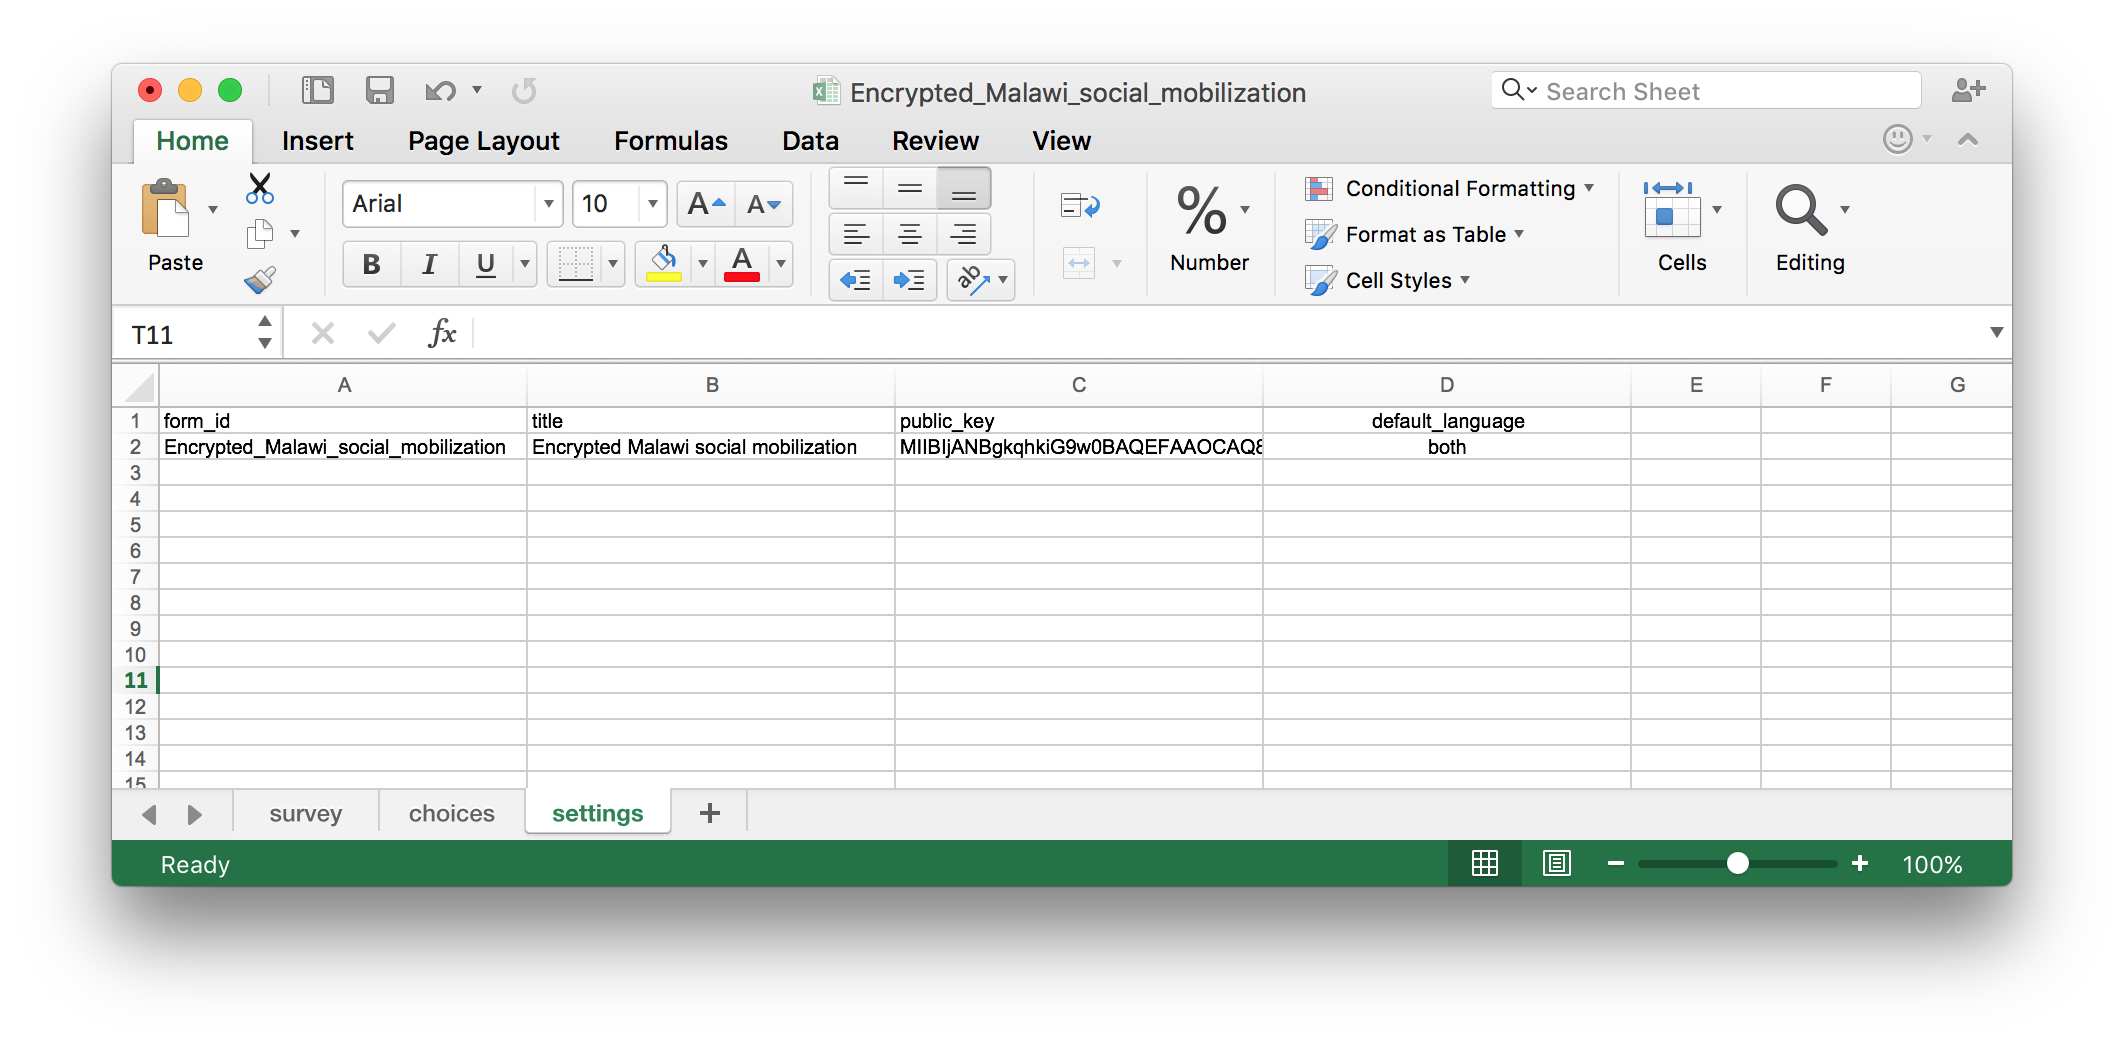 Encrypted_Malawi_social_mobilization
Search Sheet
Home Insert Page Layout Formulas Data Review View
Paste
Arial 10 A A
B I U A
ab
% Number
Conditional Formatting
Format as Table
Cell Styles
Cells
Editing
T11 fx
A B C D E F G
1 form_id title public_key default_language
2 Encrypted_Malawi_social_mobilization Encrypted Malawi social mobilization MIIBIjANBgkqhkiG9w0BAQEFAAOCAQ8 both
3
4
5
6
7
8
9
10
11
12
13
14
15
survey choices settings +
Ready 100%